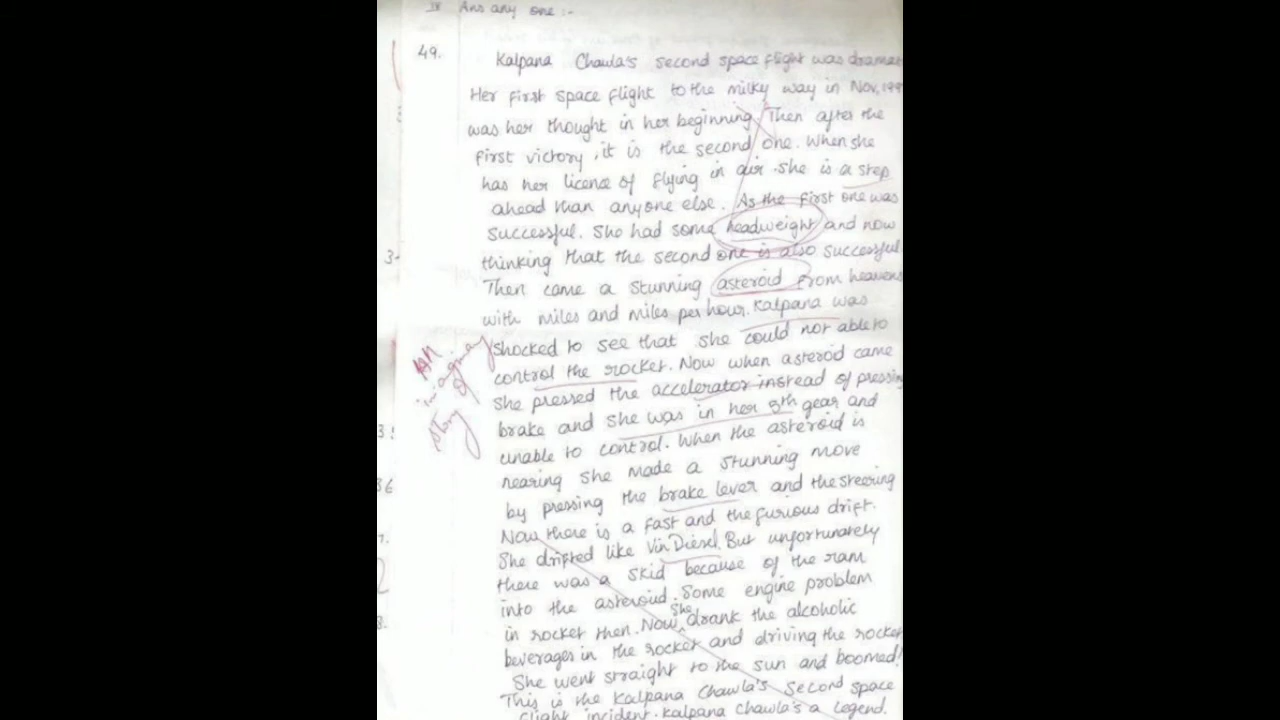 IV Ans any one :-
49. Kalpana Chawla's second space flight was dramat
Her first space flight to the milky way in Nov, 199
was her thought in her beginning. Then after the
first victory, it is the second one. When she
has her licence of flying in air. She is a step
ahead than anyone else. As the first one was
successful. She had some headweight and now
thinking that the second one is also successful
Then came a stunning asteroid from heavens
with miles and miles per hour. Kalpana was
shocked to see that she could not able to
control the rocket. Now when asteroid came
she pressed the accelerator instead of pressing
brake and she was in her 5th gear and
unable to control. When the asteroid is
nearing she made a stunning move
by pressing the brake lever and the steering
Now there is a fast and the furious drift.
She drifted like Vin Diesel. But unfortunately
there was a skid because of the ram
into the asteroid. Some engine problem
in rocket then. Now she drank the alcoholic
beverages in the rocket and driving the rocket
She went straight to the sun and boomed!
This is the Kalpana Chawla's second space
flight incident. Kalpana Chawla's a legend.
3-
An
imaginary
story
3!
36
7.
8.